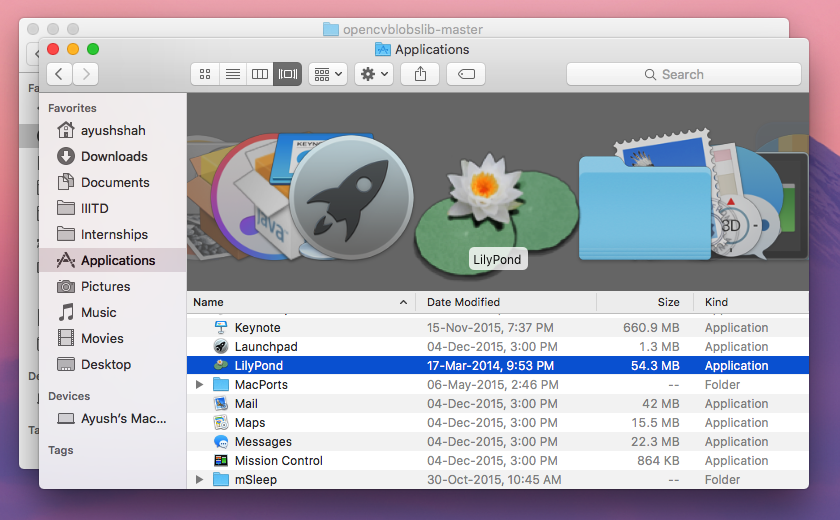 opencvblobslib-master
Applications
Search
Fa
De
Ta
Favorites
ayushshah
Downloads
Documents
IIITD
Internships
Applications
Pictures
Music
Movies
Desktop
Devices
Ayush's Mac...
Tags
KEYNOTE
Java
3D
LilyPond
Name Date Modified Size Kind
Keynote 15-Nov-2015, 7:37 PM 660.9 MB Application
Launchpad 04-Dec-2015, 3:00 PM 1.3 MB Application
LilyPond 17-Mar-2014, 9:53 PM 54.3 MB Application
MacPorts 06-May-2015, 2:46 PM -- Folder
Mail 04-Dec-2015, 3:00 PM 42 MB Application
Maps 04-Dec-2015, 3:00 PM 15.5 MB Application
Messages 04-Dec-2015, 3:00 PM 22.3 MB Application
Mission Control 04-Dec-2015, 3:00 PM 864 KB Application
mSleep 30-Oct-2015, 10:45 AM -- Folder